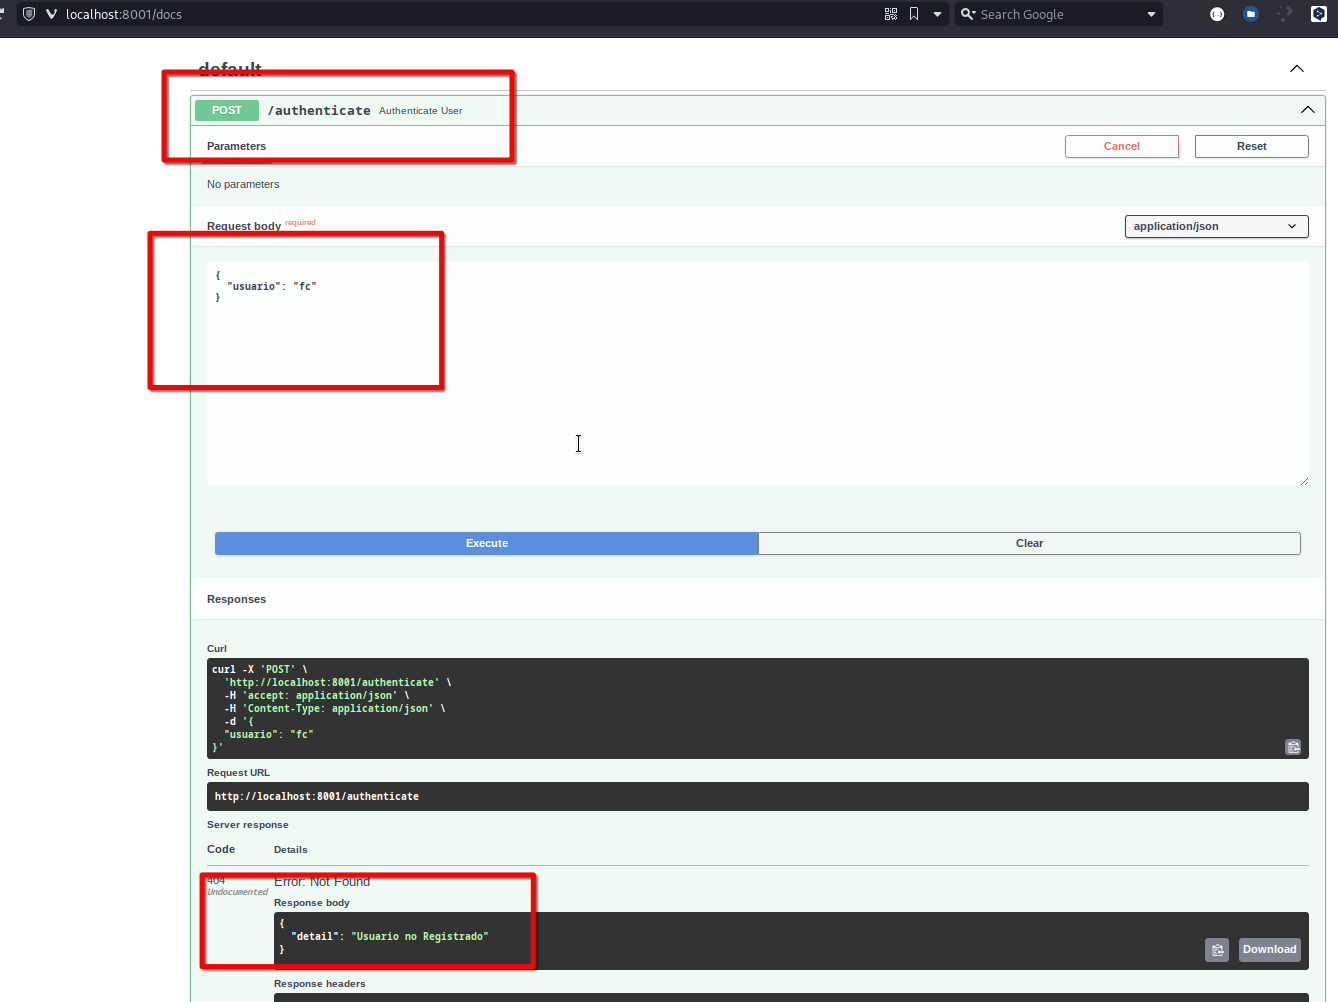 localhost:8001/docs
Search Google
default
POST /authenticate Authenticate User
Parameters
Cancel
Reset
No parameters
Request body required
application/json
{
  "usuario": "fc"
}
Execute
Clear
Responses
Curl
curl -X 'POST' \
  'http://localhost:8001/authenticate' \
  -H 'accept: application/json' \
  -H 'Content-Type: application/json' \
  -d '{
  "usuario": "fc"
}'
Request URL
http://localhost:8001/authenticate
Server response
Code Details
404 Error: Not Found
Undocumented
Response body
{
  "detail": "Usuario no Registrado"
}
Download
Response headers